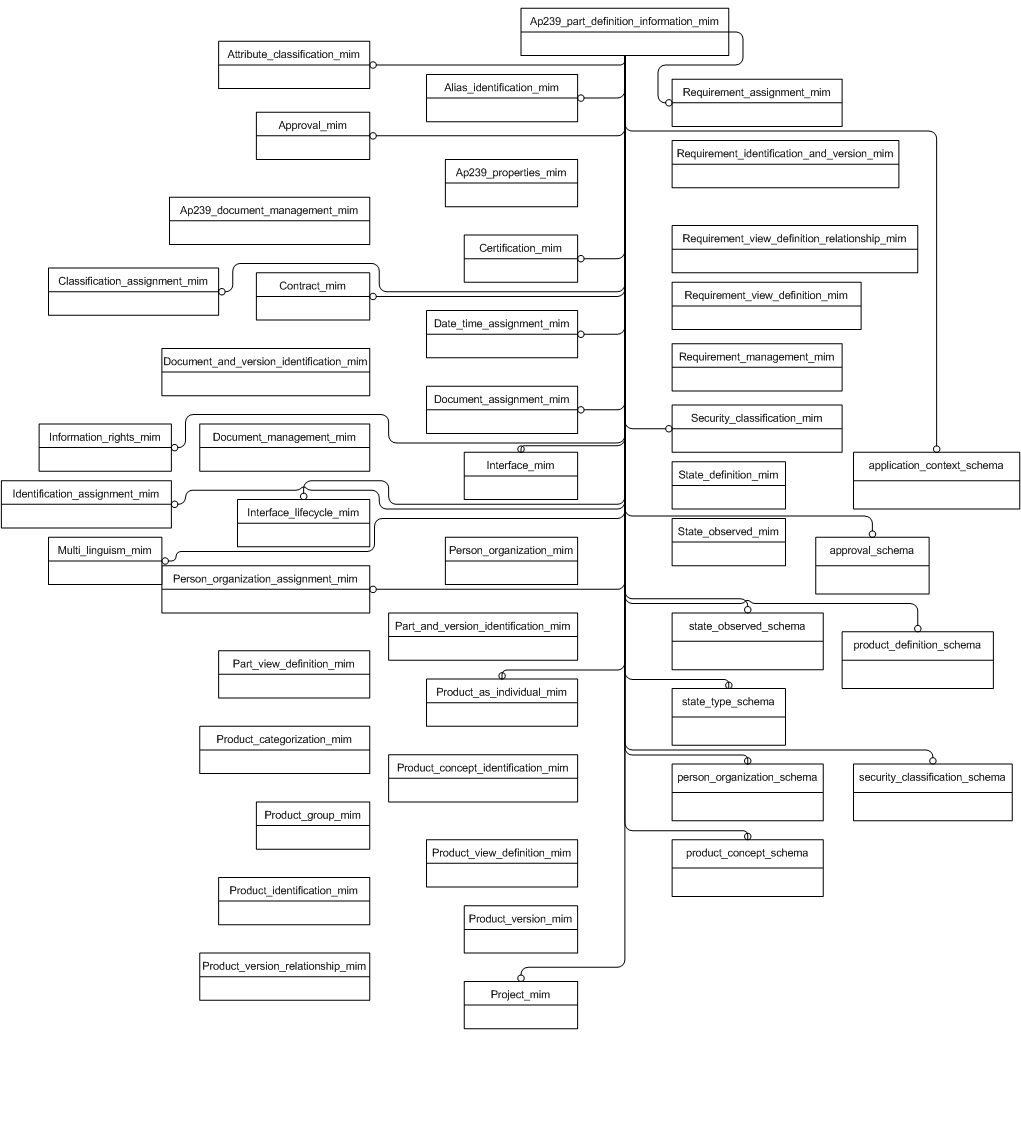 Ap239_part_definition_information_mim
Attribute_classification_mim
Alias_identification_mim
Requirement_assignment_mim
Approval_mim
Requirement_identification_and_version_mim
Ap239_properties_mim
Ap239_document_management_mim
Requirement_view_definition_relationship_mim
Certification_mim
Classification_assignment_mim
Contract_mim
Requirement_view_definition_mim
Date_time_assignment_mim
Document_and_version_identification_mim
Requirement_management_mim
Document_assignment_mim
Security_classification_mim
Information_rights_mim
Document_management_mim
Interface_mim
application_context_schema
State_definition_mim
Identification_assignment_mim
Interface_lifecycle_mim
State_observed_mim
Multi_linguism_mim
Person_organization_mim
approval_schema
Person_organization_assignment_mim
Part_and_version_identification_mim
state_observed_schema
product_definition_schema
Part_view_definition_mim
Product_as_individual_mim
state_type_schema
Product_categorization_mim
Product_concept_identification_mim
person_organization_schema
security_classification_schema
Product_group_mim
Product_view_definition_mim
product_concept_schema
Product_identification_mim
Product_version_mim
Product_version_relationship_mim
Project_mim